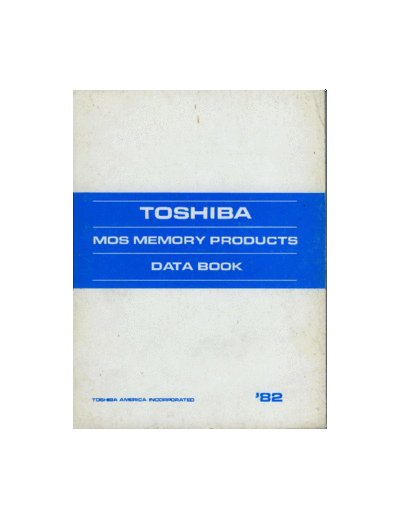 TOSHIBA
MOS MEMORY PRODUCTS
DATA BOOK
TOSHIBA AMERICA INCORPORATED
'82